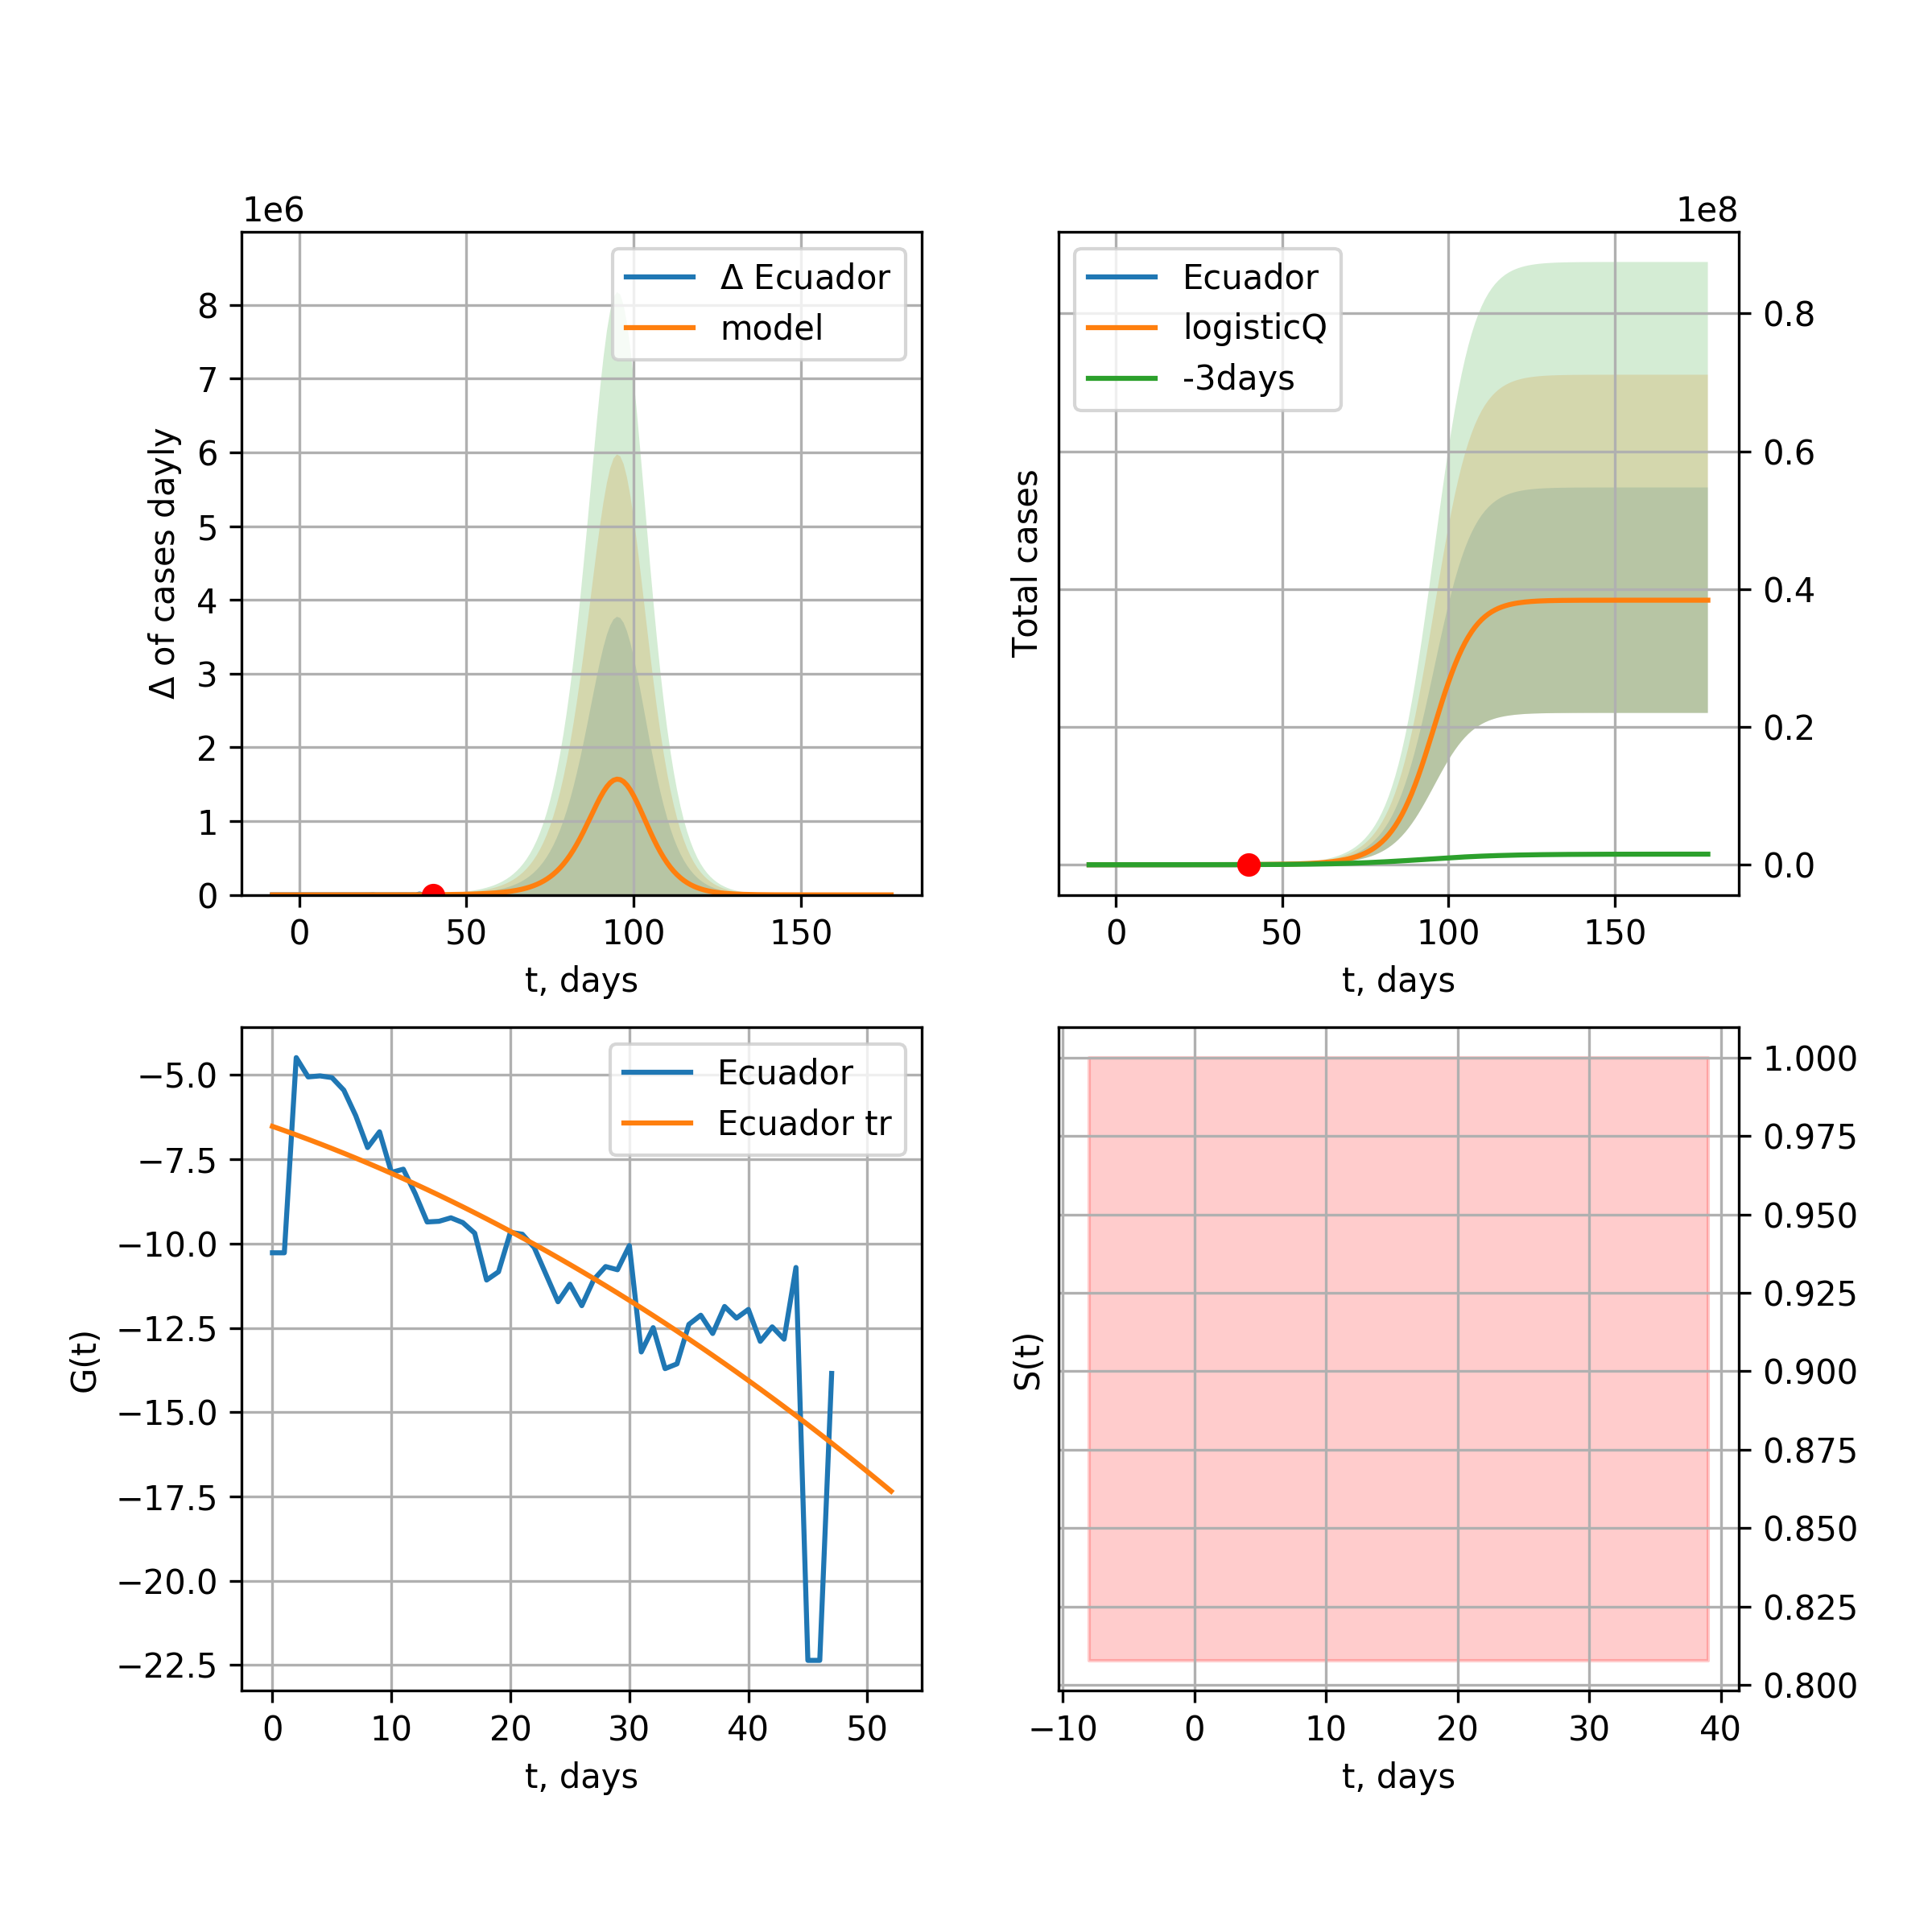 1e6
Δ Ecuador
model
8
7
6
5
4
3
2
1
0
Δ of cases dayly
0 50 100 150
t, days
1e8
Ecuador
logisticQ
-3days
Total cases
0.8
0.6
0.4
0.2
0.0
0 50 100 150
t, days
Ecuador
Ecuador tr
−5.0
−7.5
−10.0
−12.5
−15.0
−17.5
−20.0
−22.5
G(t)
0 10 20 30 40 50
t, days
S(t)
1.000
0.975
0.950
0.925
0.900
0.875
0.850
0.825
0.800
−10 0 10 20 30 40
t, days